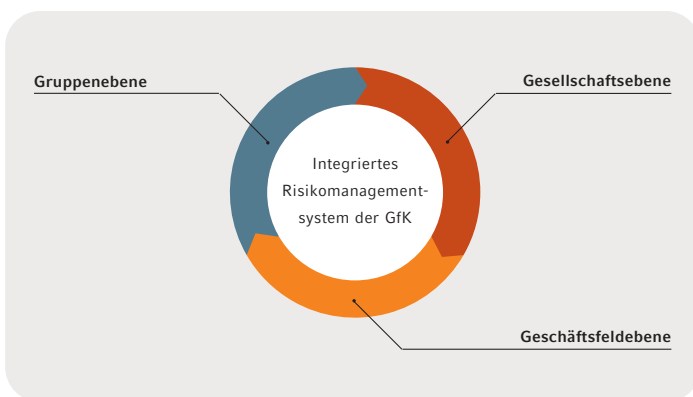 Gruppenebene
Gesellschaftsebene
Integriertes
Risikomanagement-
system der GfK
Geschäftsfeldebene